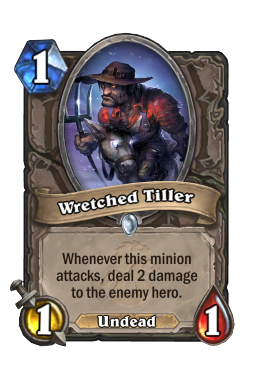 1
Wretched Tiller
Whenever this minion
attacks, deal 2 damage
to the enemy hero.
1
Undead
1